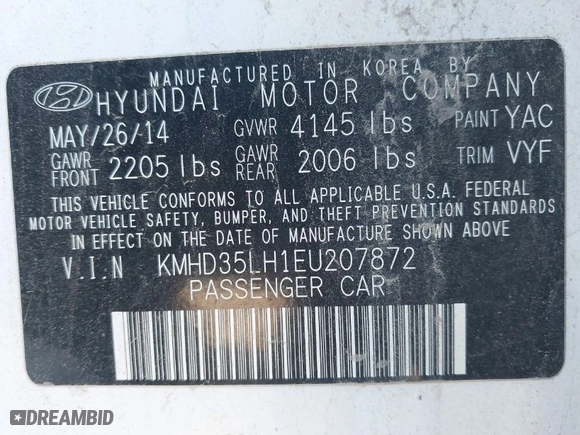 MANUFACTURED IN KOREA BY
HYUNDAI MOTOR COMPANY
MAY/26/14 GVWR 4145 lbs PAINT YAC
GAWR FRONT 2205 lbs GAWR REAR 2006 lbs TRIM VYF
THIS VEHICLE CONFORMS TO ALL APPLICABLE U.S.A. FEDERAL
MOTOR VEHICLE SAFETY, BUMPER, AND THEFT PREVENTION STANDARDS
IN EFFECT ON THE DATE OF MANUFACTURE SHOWN ABOVE
V.I.N KMHD35LH1EU207872
PASSENGER CAR
DREAMBID